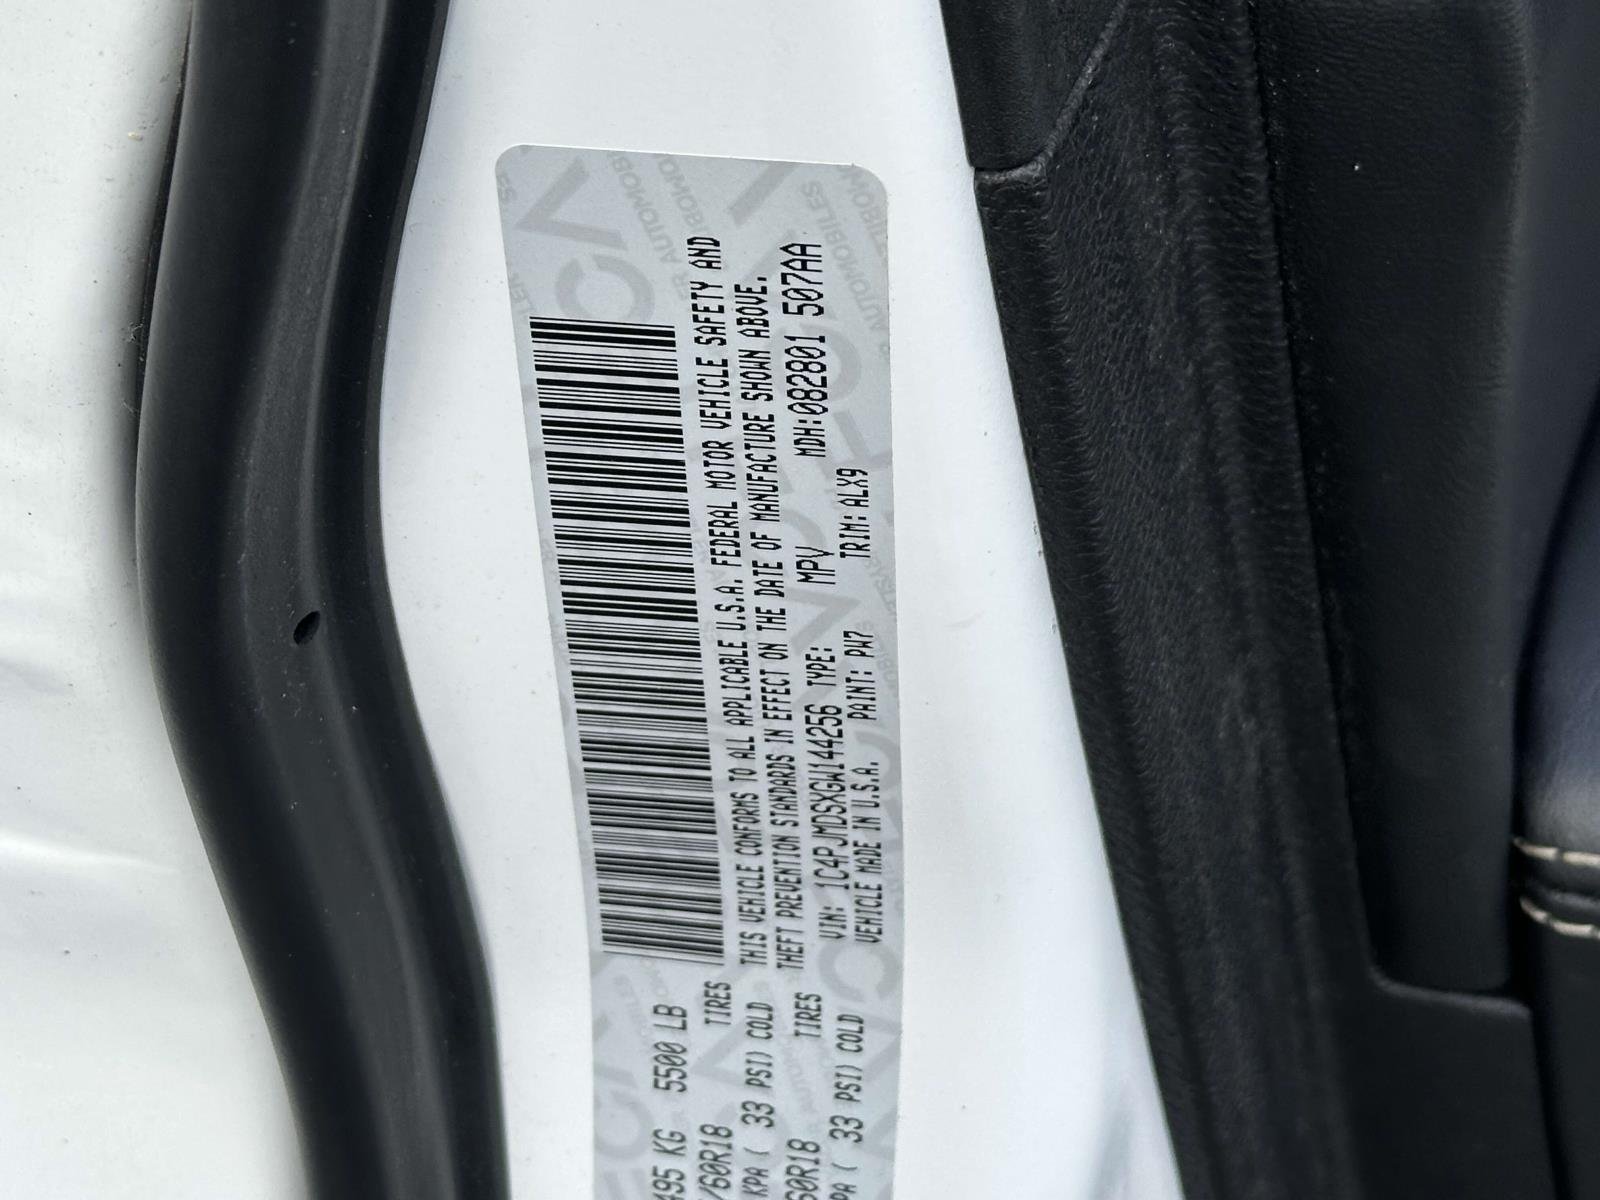 495 KG 5500 LB
/60R18 TIRES
KPA ( 33 PSI) COLD
60R18 TIRES
PA ( 33 PSI) COLD
THIS VEHICLE CONFORMS TO ALL APPLICABLE U.S.A. FEDERAL MOTOR VEHICLE SAFETY AND
THEFT PREVENTION STANDARDS IN EFFECT ON THE DATE OF MANUFACTURE SHOWN ABOVE.
VIN: 1C4PJMDSXGW144256 TYPE: MPV MDH:082801 507AA
VEHICLE MADE IN U.S.A. PAINT: PW7 TRIM:ALX9
AUTOMOBILES